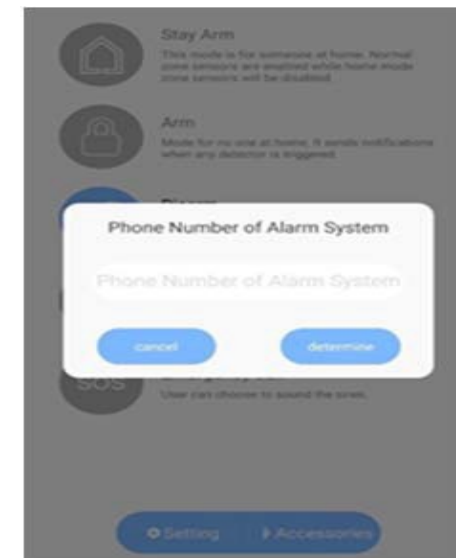 Stay Arm
This mode is for someone at home. Normal
zone sensors are enabled while home mode
zone sensors will be disabled.
Arm
Mode for no one at home, it sends notifications
when any detector is triggered.
Disarm
Phone Number of Alarm System
Phone Number of Alarm System
cancel
determine
SOS
User can choose to sound the siren.
Setting
Accessories